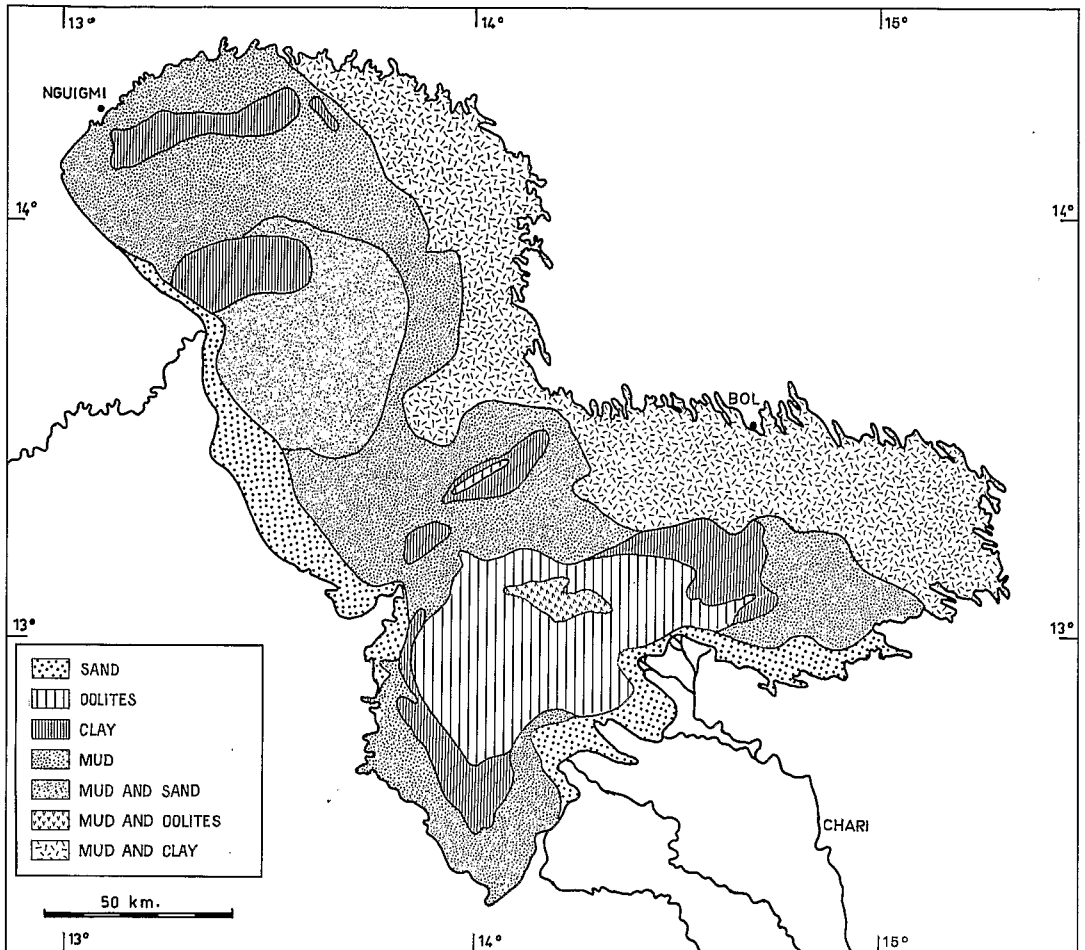 13°
14°
15°
NGUIGMI
14°
14°
BOL
13°
13°
SAND
OOLITES
CLAY
MUD
MUD AND SAND
MUD AND OOLITES
MUD AND CLAY
CHARI
50 km.
13°
14°
15°